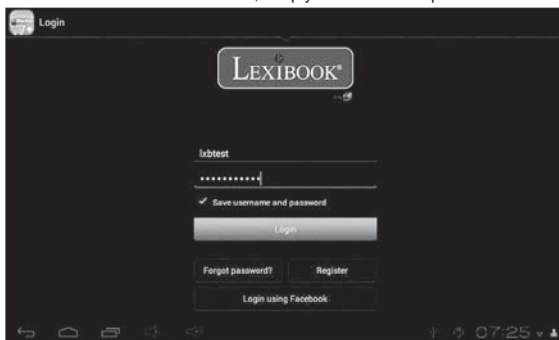 Login
LEXIBOOK®
lxbtest
•••••••••••
Save username and password
Login
Forgot password? Register
Login using Facebook
07:25